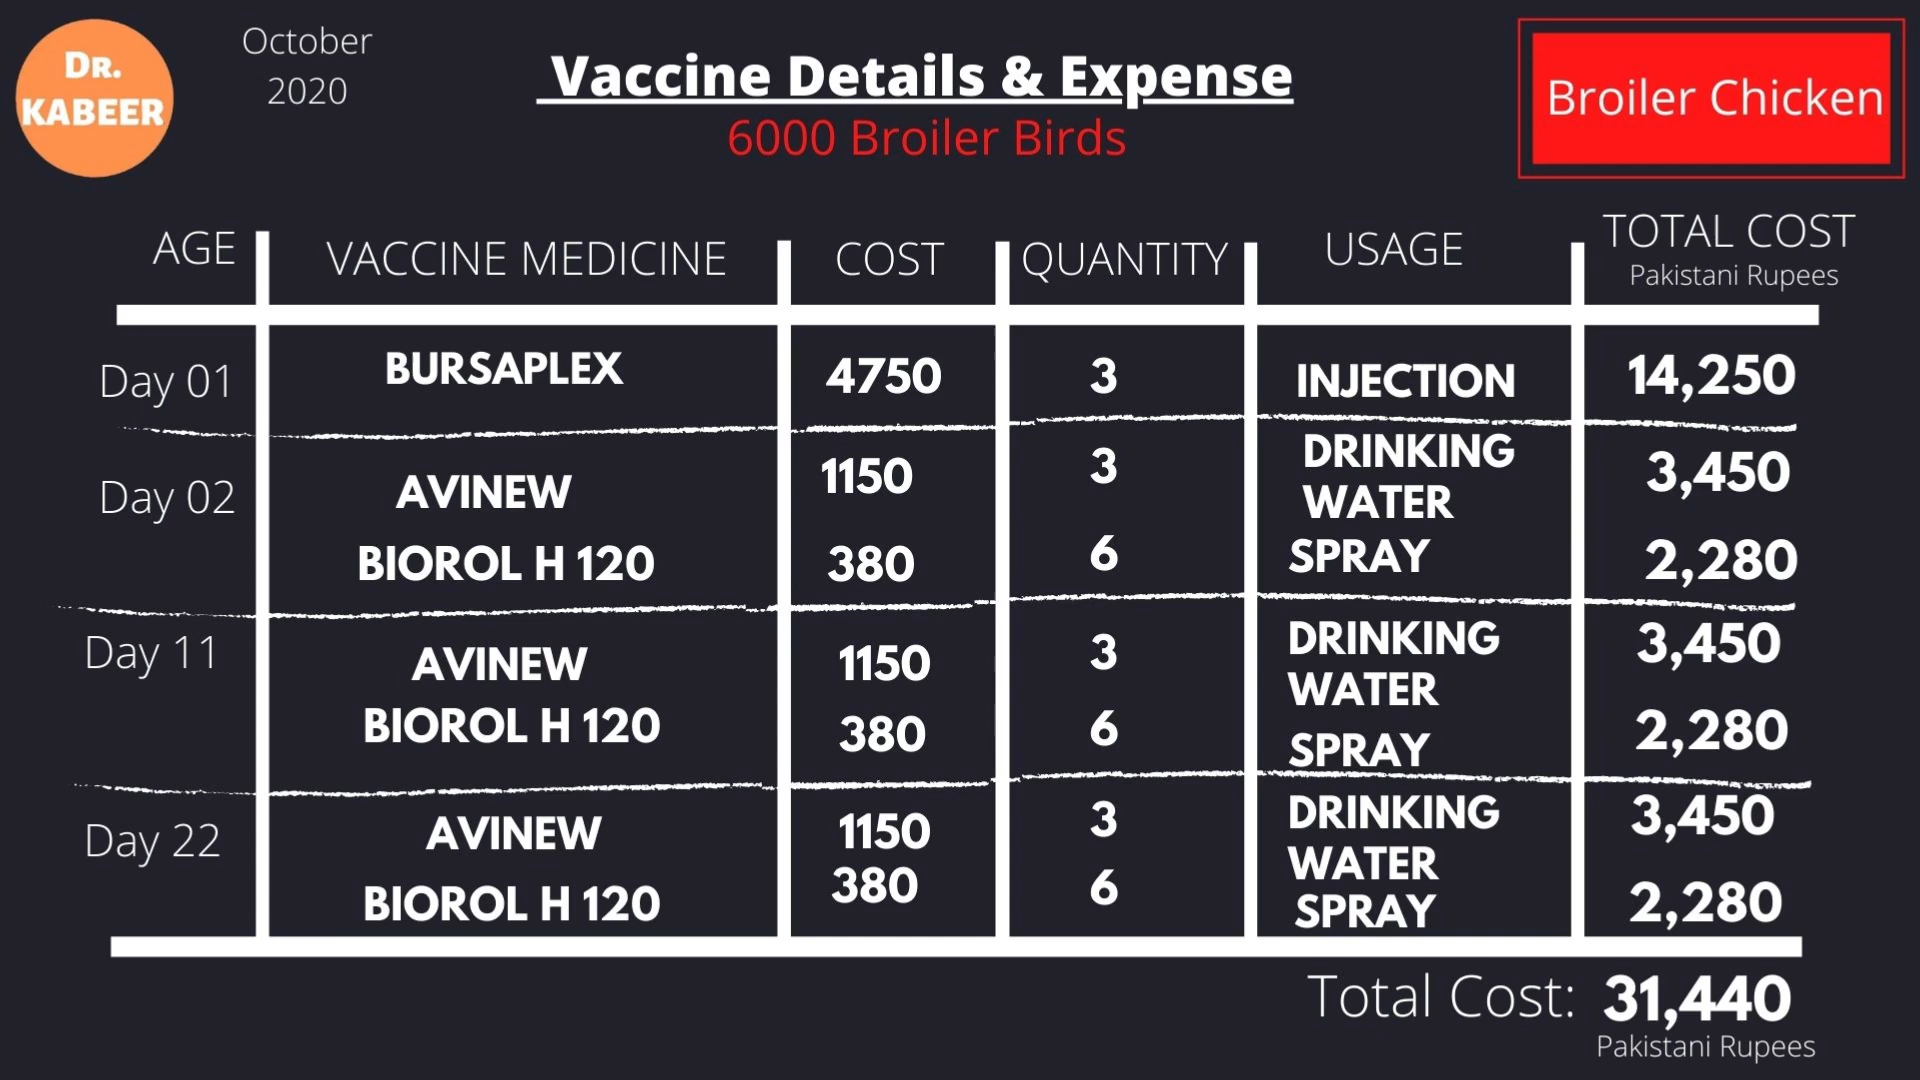 DR.
KABEER
October
2020
Vaccine Details & Expense
6000 Broiler Birds
Broiler Chicken
AGE VACCINE MEDICINE COST QUANTITY USAGE TOTAL COST
Pakistani Rupees
Day 01 BURSAPLEX 4750 3 INJECTION 14,250
Day 02 AVINEW 1150 3 DRINKING WATER 3,450
BIOROL H 120 380 6 SPRAY 2,280
Day 11 AVINEW 1150 3 DRINKING WATER 3,450
BIOROL H 120 380 6 SPRAY 2,280
Day 22 AVINEW 1150 3 DRINKING WATER 3,450
BIOROL H 120 380 6 SPRAY 2,280
Total Cost: 31,440
Pakistani Rupees